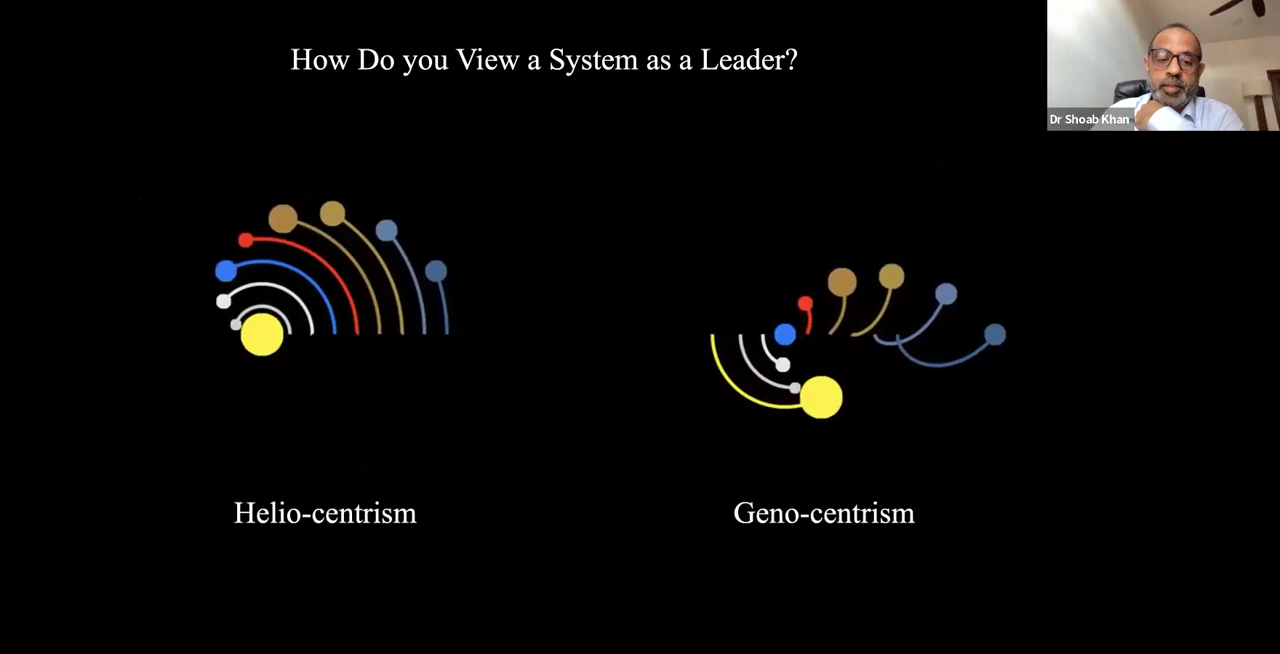 How Do you View a System as a Leader?
Dr Shoab Khan
Helio-centrism
Geno-centrism